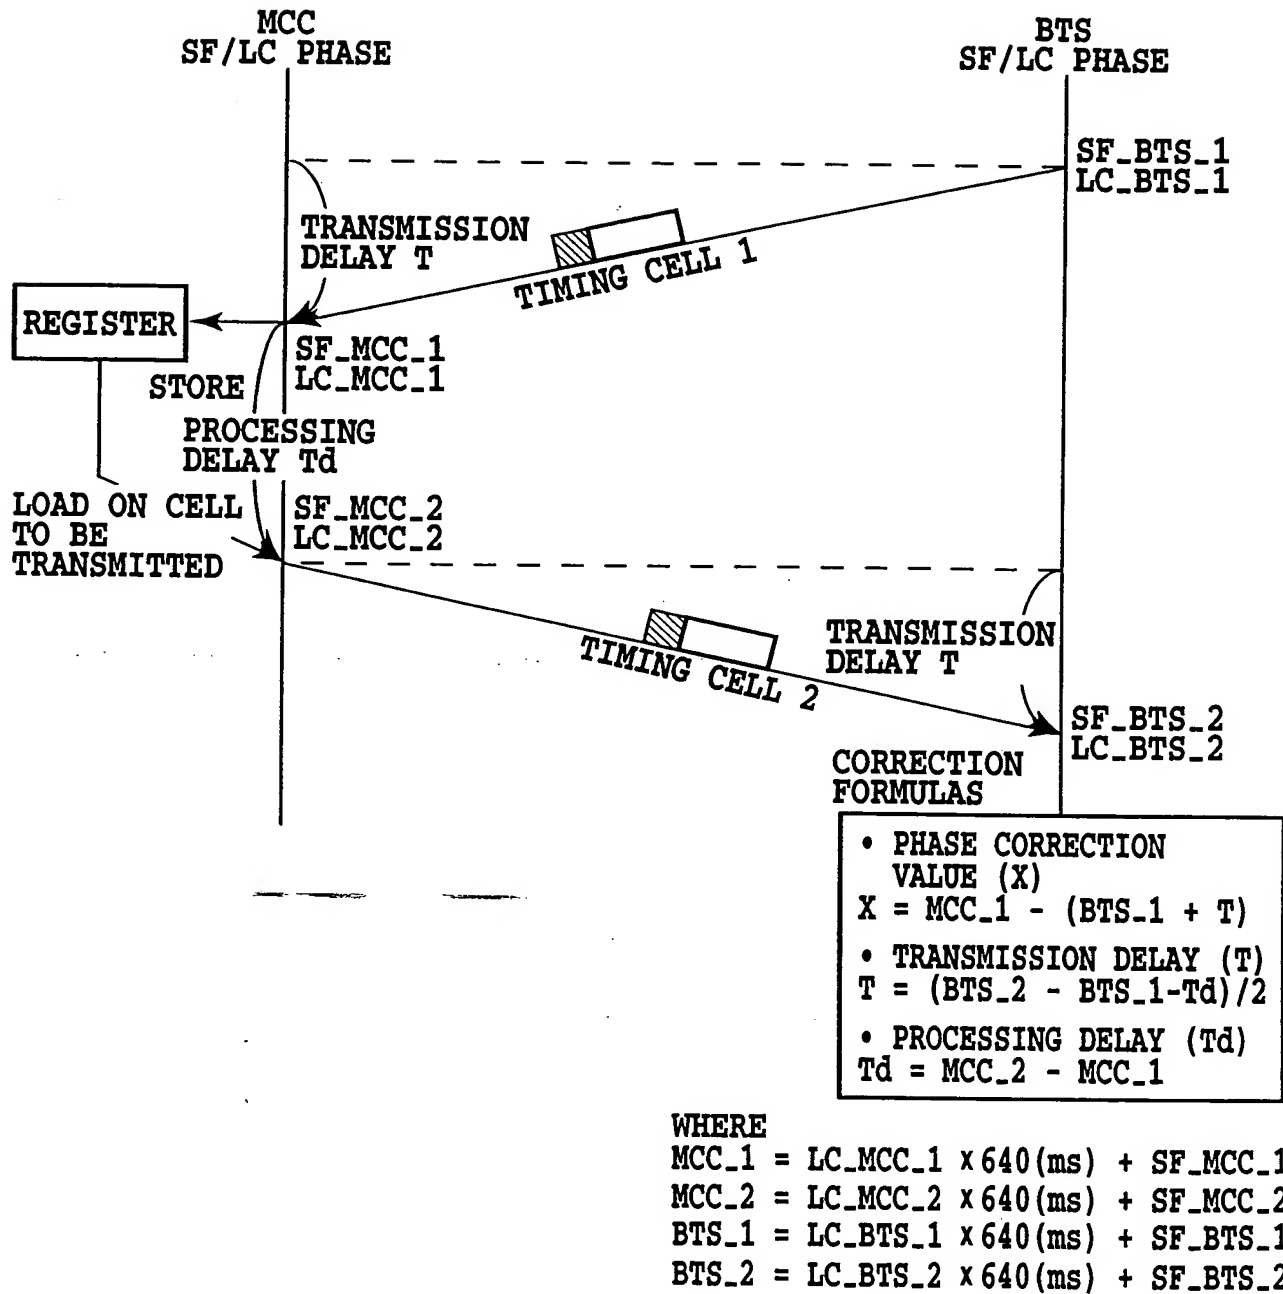 MCC
SF/LC PHASE
BTS
SF/LC PHASE
SF_BTS_1
LC_BTS_1
TRANSMISSION
DELAY T
TIMING CELL 1
REGISTER
SF_MCC_1
LC_MCC_1
STORE
PROCESSING
DELAY Td
LOAD ON CELL
TO BE
TRANSMITTED
SF_MCC_2
LC_MCC_2
TIMING CELL 2
TRANSMISSION
DELAY T
SF_BTS_2
LC_BTS_2
CORRECTION
FORMULAS
• PHASE CORRECTION
VALUE (X)
X = MCC_1 - (BTS_1 + T)
• TRANSMISSION DELAY (T)
T = (BTS_2 - BTS_1-Td)/2
• PROCESSING DELAY (Td)
Td = MCC_2 - MCC_1
WHERE
MCC_1 = LC_MCC_1 x 640(ms) + SF_MCC_1
MCC_2 = LC_MCC_2 x 640(ms) + SF_MCC_2
BTS_1 = LC_BTS_1 x 640(ms) + SF_BTS_1
BTS_2 = LC_BTS_2 x 640(ms) + SF_BTS_2